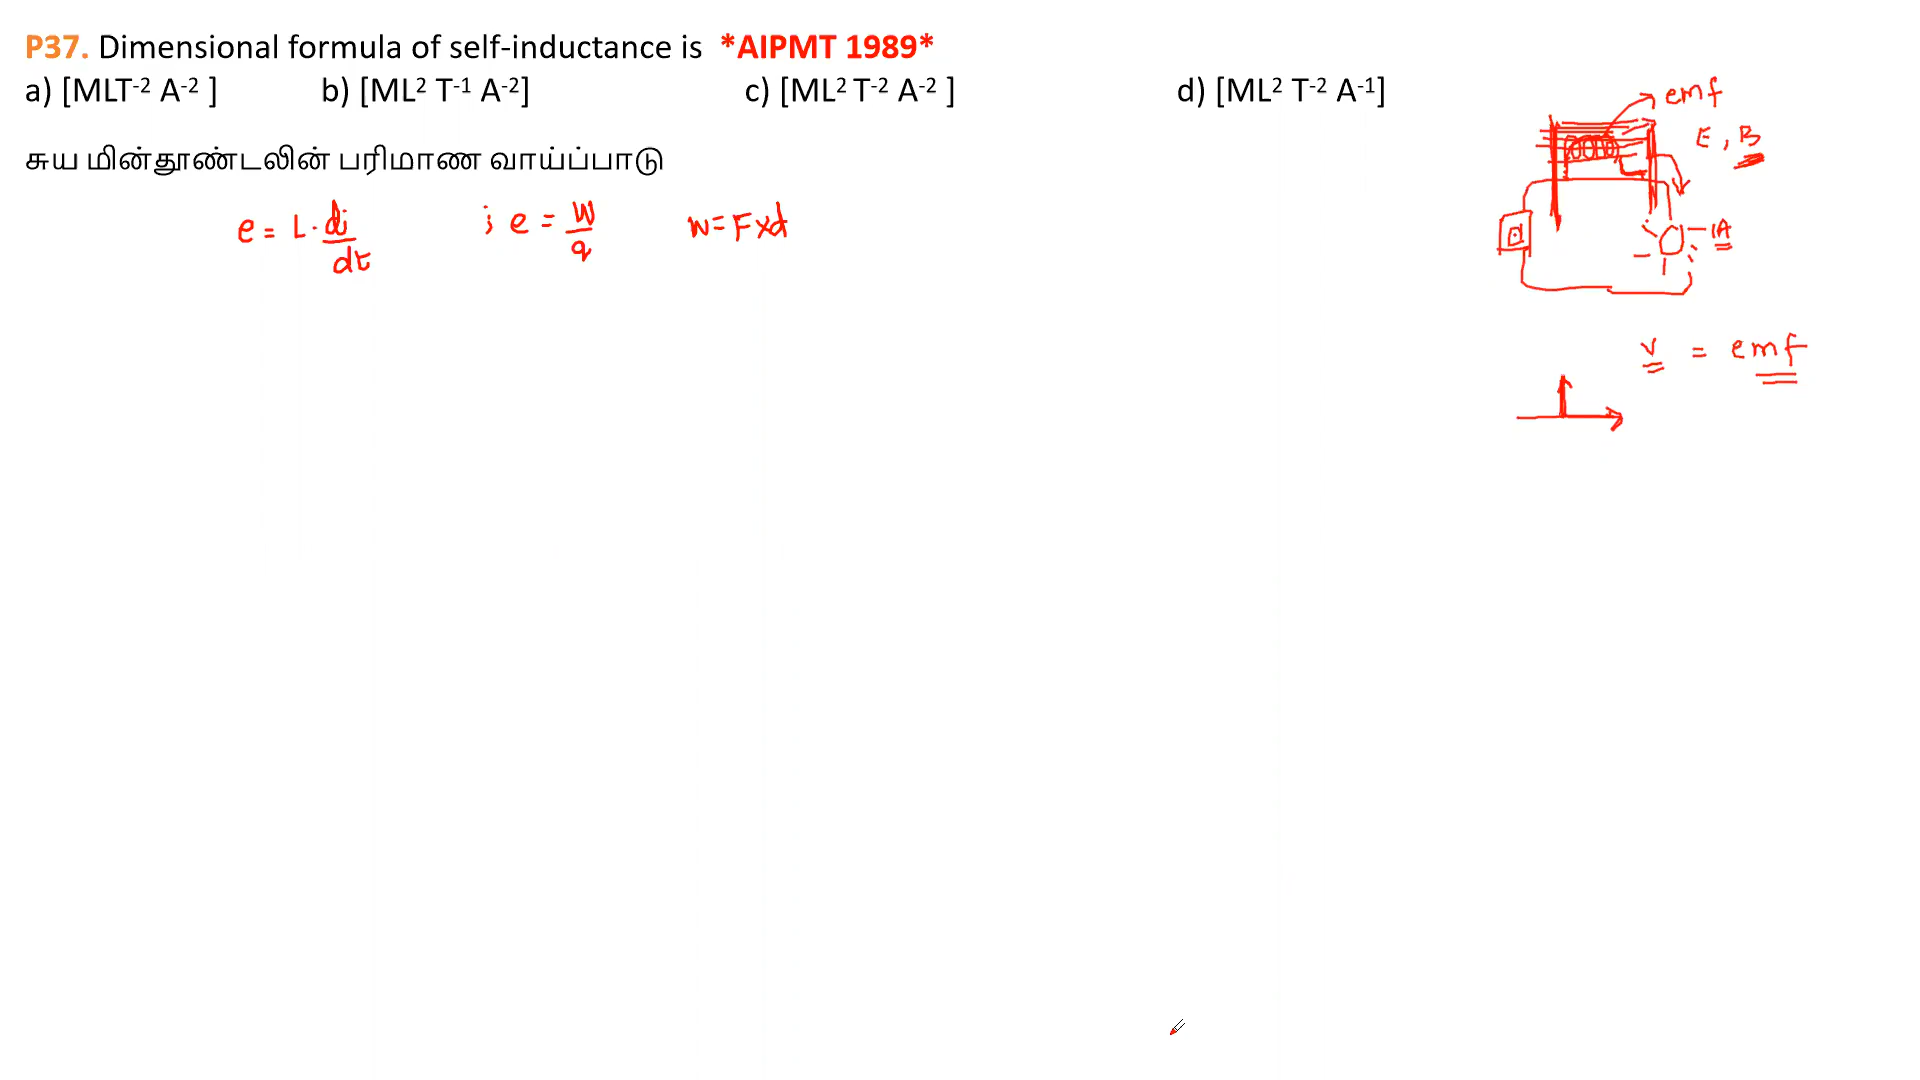 P37. Dimensional formula of self-inductance is *AIPMT 1989*
a) [MLT⁻² A⁻² ] b) [ML² T⁻¹ A⁻²] c) [ML² T⁻² A⁻² ] d) [ML² T⁻² A⁻¹]
சுய மின்தூண்டலின் பரிமாண வாய்ப்பாடு
e = L · di/dt ; e = W/q W = F×d
emf
E, B
1A
v = emf